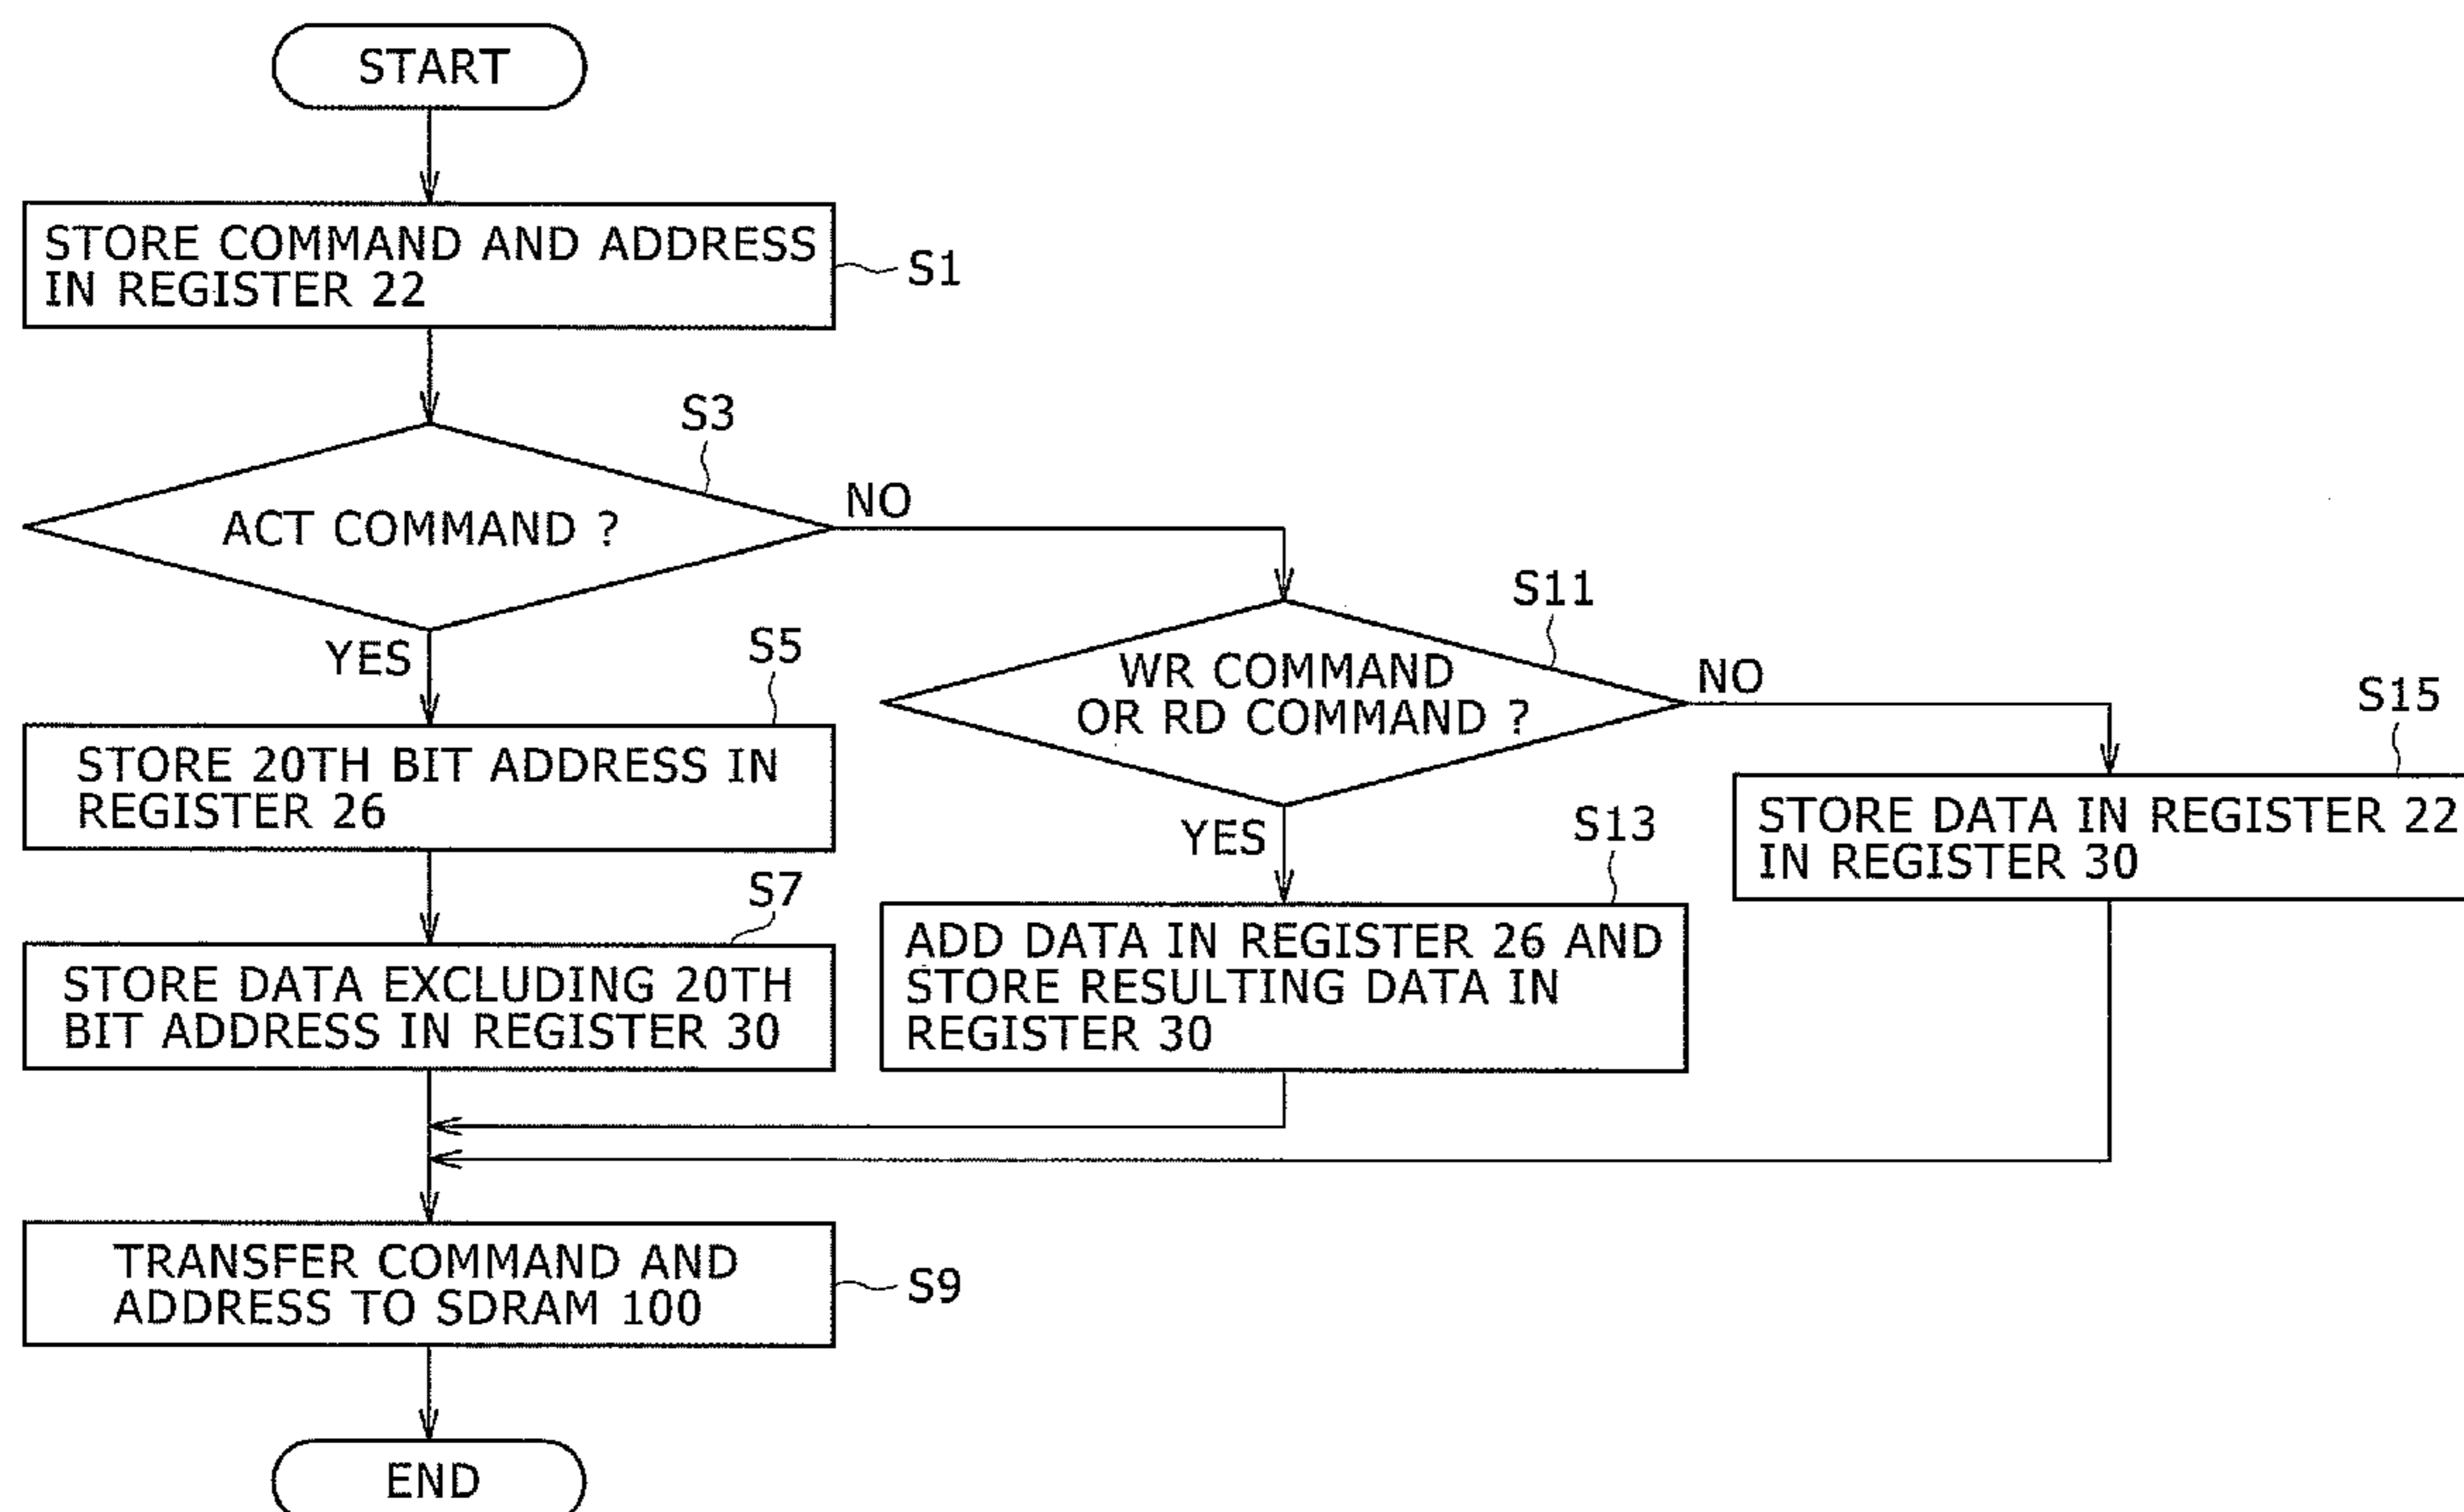 START
STORE COMMAND AND ADDRESS
IN REGISTER 22
S1
S3
ACT COMMAND ?
NO
YES
S5
STORE 20TH BIT ADDRESS IN
REGISTER 26
S7
STORE DATA EXCLUDING 20TH
BIT ADDRESS IN REGISTER 30
S11
WR COMMAND
OR RD COMMAND ?
NO
YES
S13
ADD DATA IN REGISTER 26 AND
STORE RESULTING DATA IN
REGISTER 30
S15
STORE DATA IN REGISTER 22
IN REGISTER 30
TRANSFER COMMAND AND
ADDRESS TO SDRAM 100
S9
END